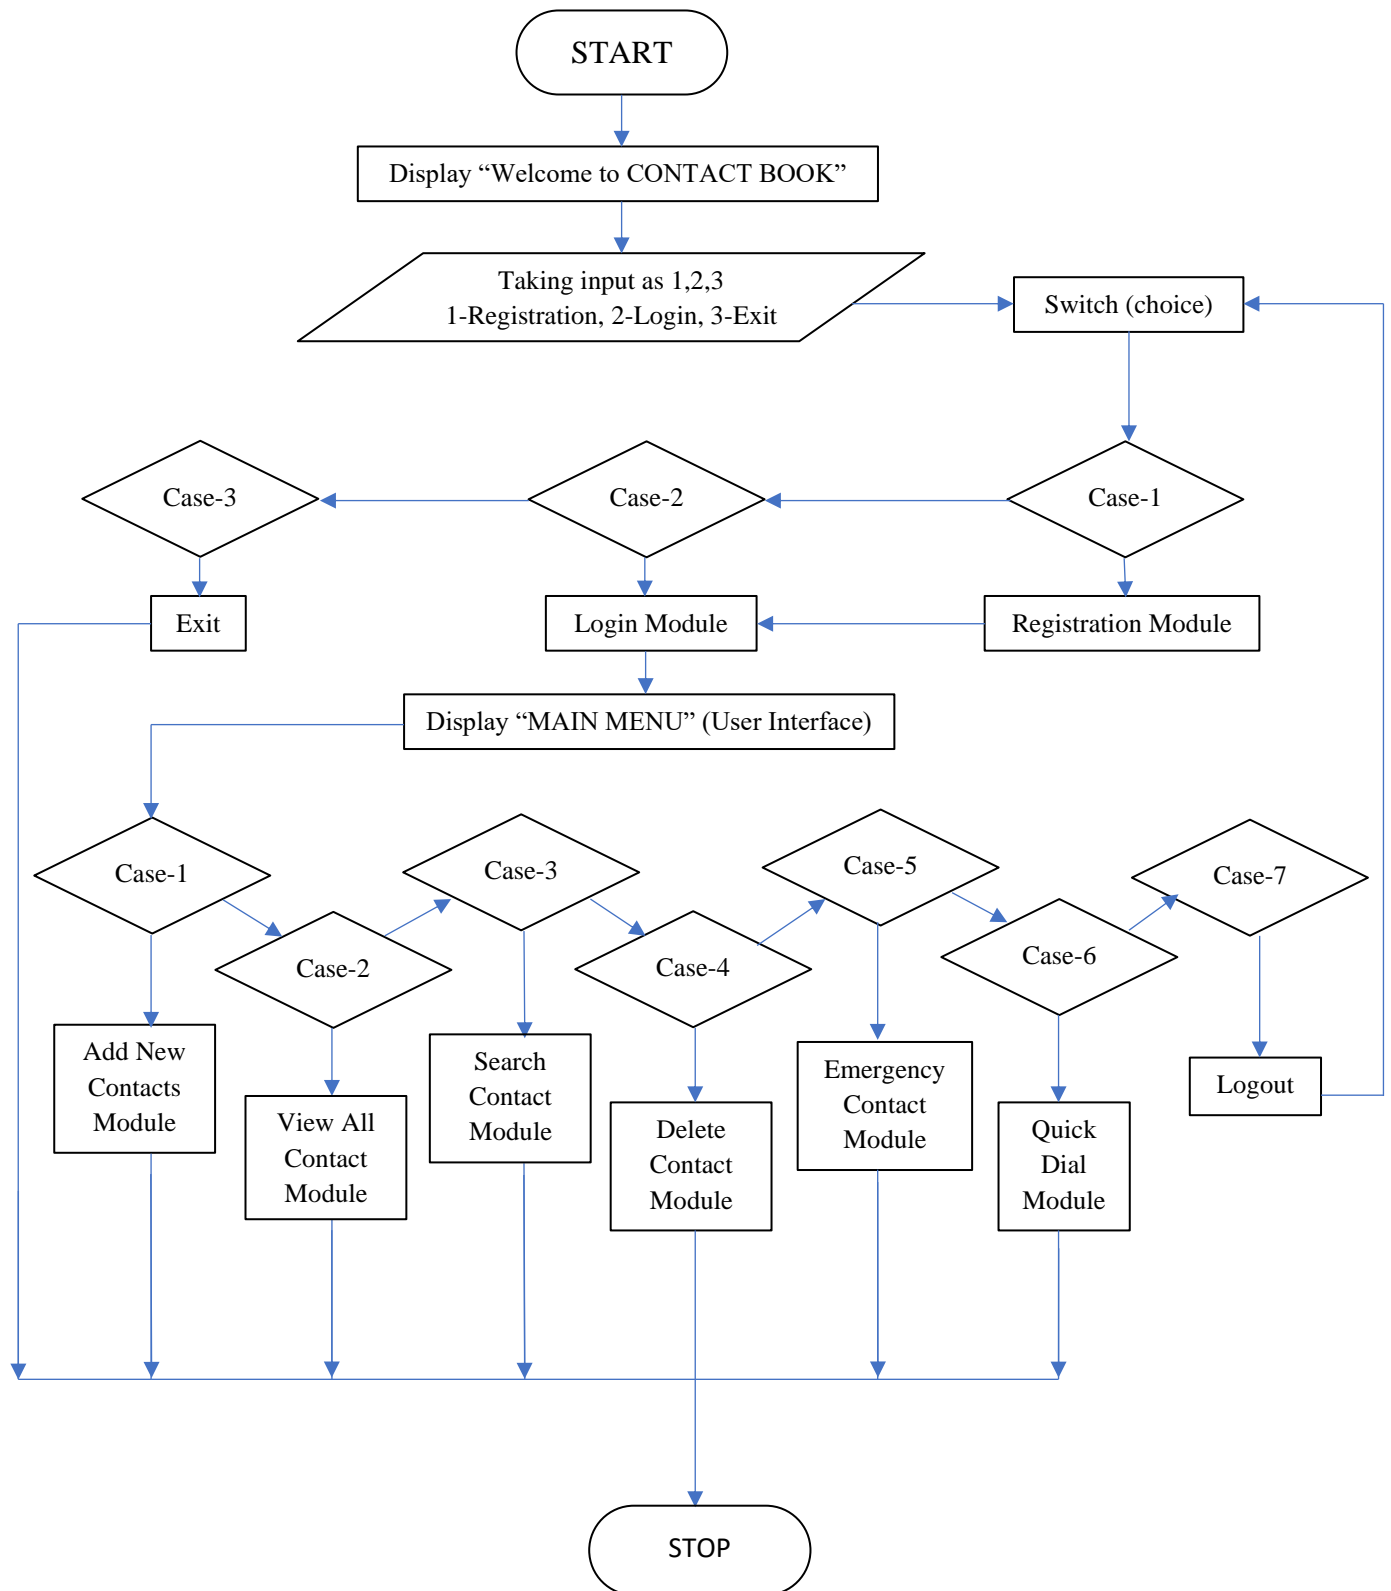 START
Display “Welcome to CONTACT BOOK”
Taking input as 1,2,3
1-Registration, 2-Login, 3-Exit
Switch (choice)
Case-3
Case-2
Case-1
Exit
Login Module
Registration Module
Display “MAIN MENU” (User Interface)
Case-1
Case-2
Case-3
Case-4
Case-5
Case-6
Case-7
Add New
Contacts
Module
View All
Contact
Module
Search
Contact
Module
Delete
Contact
Module
Emergency
Contact
Module
Quick
Dial
Module
Logout
STOP